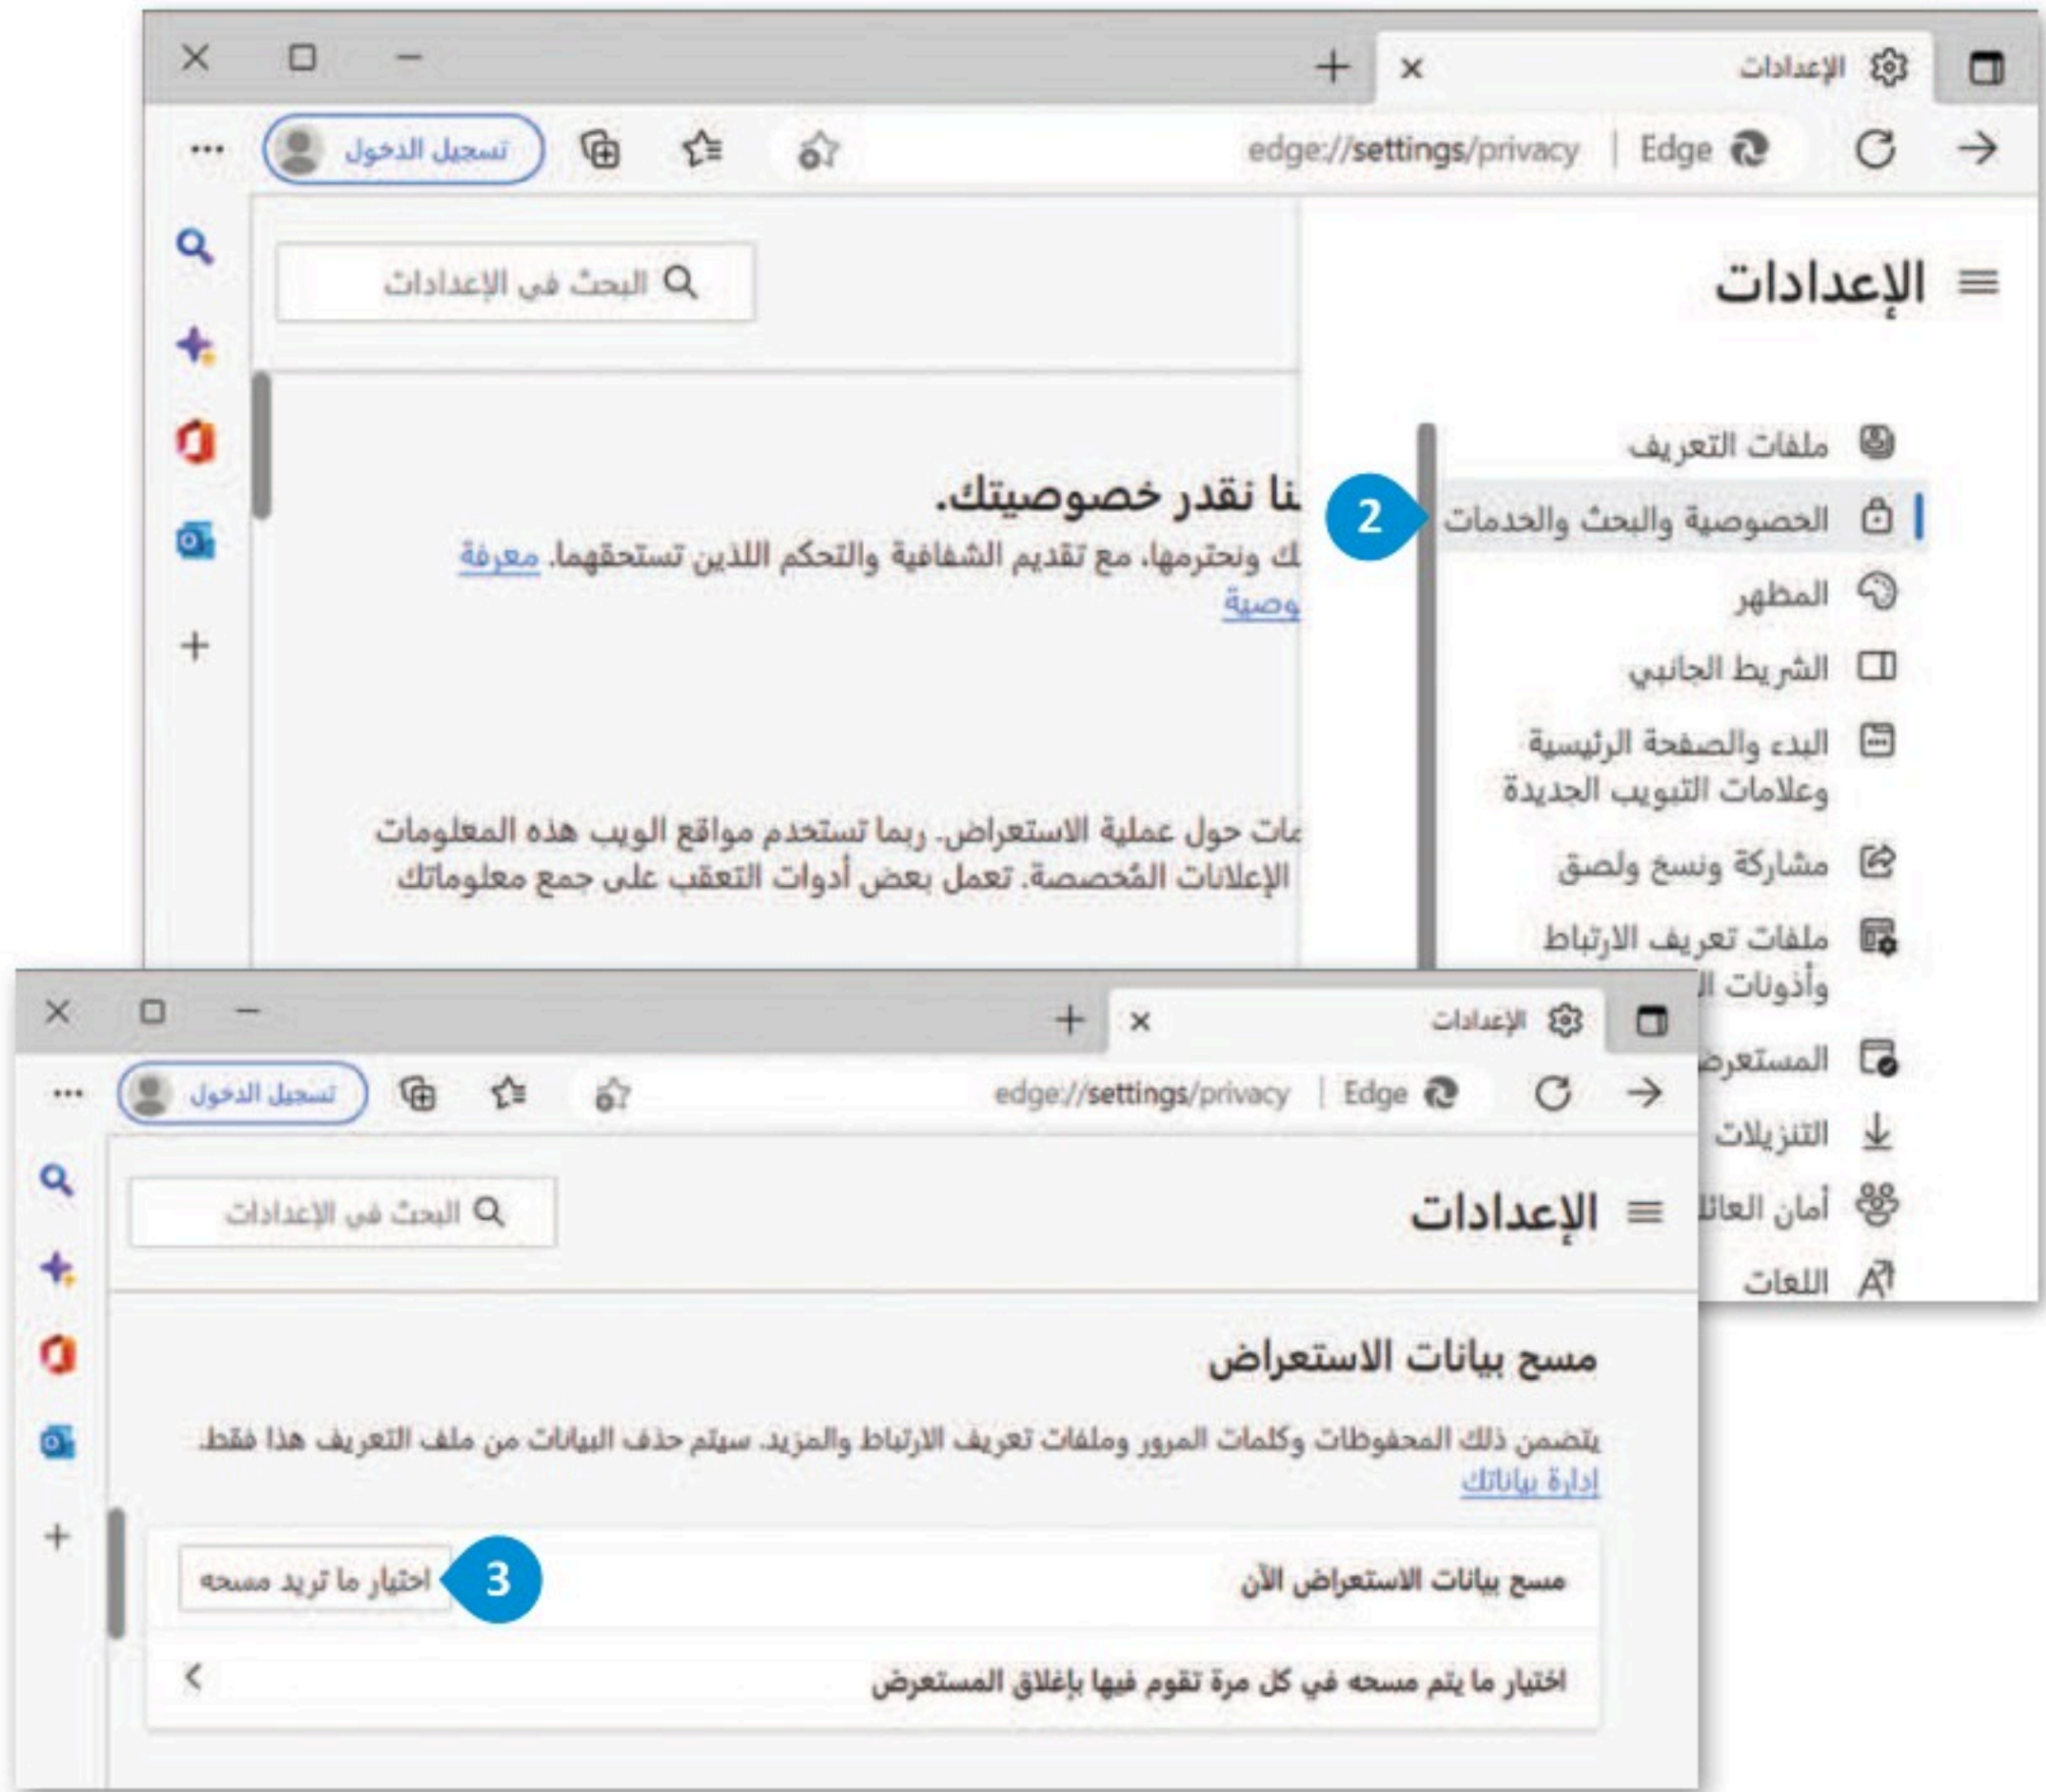 الإعدادات
edge://settings/privacy | Edge
تسجيل الدخول
الإعدادات
البحث في الإعدادات
ملفات التعريف
2
الخصوصية والبحث والخدمات
المظهر
الشريط الجانبي
البدء والصفحة الرئيسية
وعلامات التبويب الجديدة
مشاركة ونسخ ولصق
ملفات تعريف الارتباط
وأذونات
المستعرض
التنزيلات
أمان
اللغات
نقدر خصوصيتك.
ونحترمها، مع تقديم الشفافية والتحكم اللذين تستحقهما. معرفة
حول عملية الاستعراض. ربما تستخدم مواقع الويب هذه المعلومات
الإعلانات المُخصصة. تعمل بعض أدوات التعقب على جمع معلوماتك
الإعدادات
edge://settings/privacy | Edge
تسجيل الدخول
الإعدادات
البحث في الإعدادات
مسح بيانات الاستعراض
يتضمن ذلك المحفوظات وكلمات المرور وملفات تعريف الارتباط والمزيد. سيتم حذف البيانات من ملف التعريف هذا فقط.
إدارة بياناتك
مسح بيانات الاستعراض الآن
3
اختيار ما تريد مسحه
اختيار ما يتم مسحه في كل مرة تقوم فيها بإغلاق المستعرض